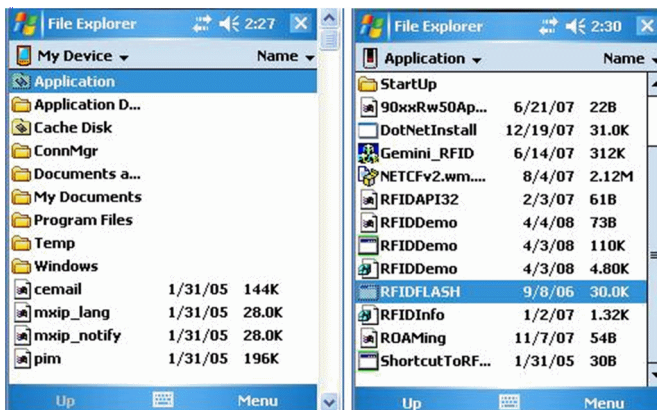 File Explorer 2:27
My Device Name
Application
Application D...
Cache Disk
ConnMgr
Documents a...
My Documents
Program Files
Temp
Windows
cemail 1/31/05 144K
mxip_lang 1/31/05 28.0K
mxip_notify 1/31/05 28.0K
pim 1/31/05 196K
Up Menu
File Explorer 2:30
Application Name
StartUp
90xxRw50Ap... 6/21/07 22B
DotNetInstall 12/19/07 31.0K
Gemini_RFID 6/14/07 312K
NETCFv2.wm.... 8/4/07 2.12M
RFIDAPI32 2/3/07 61B
RFIDDemo 4/4/08 73B
RFIDDemo 4/3/08 110K
RFIDDemo 4/3/08 4.80K
RFIDFLASH 9/8/06 30.0K
RFIDInfo 1/2/07 1.32K
ROAMing 11/7/07 54B
ShortcutToRF... 1/31/05 30B
Up Menu